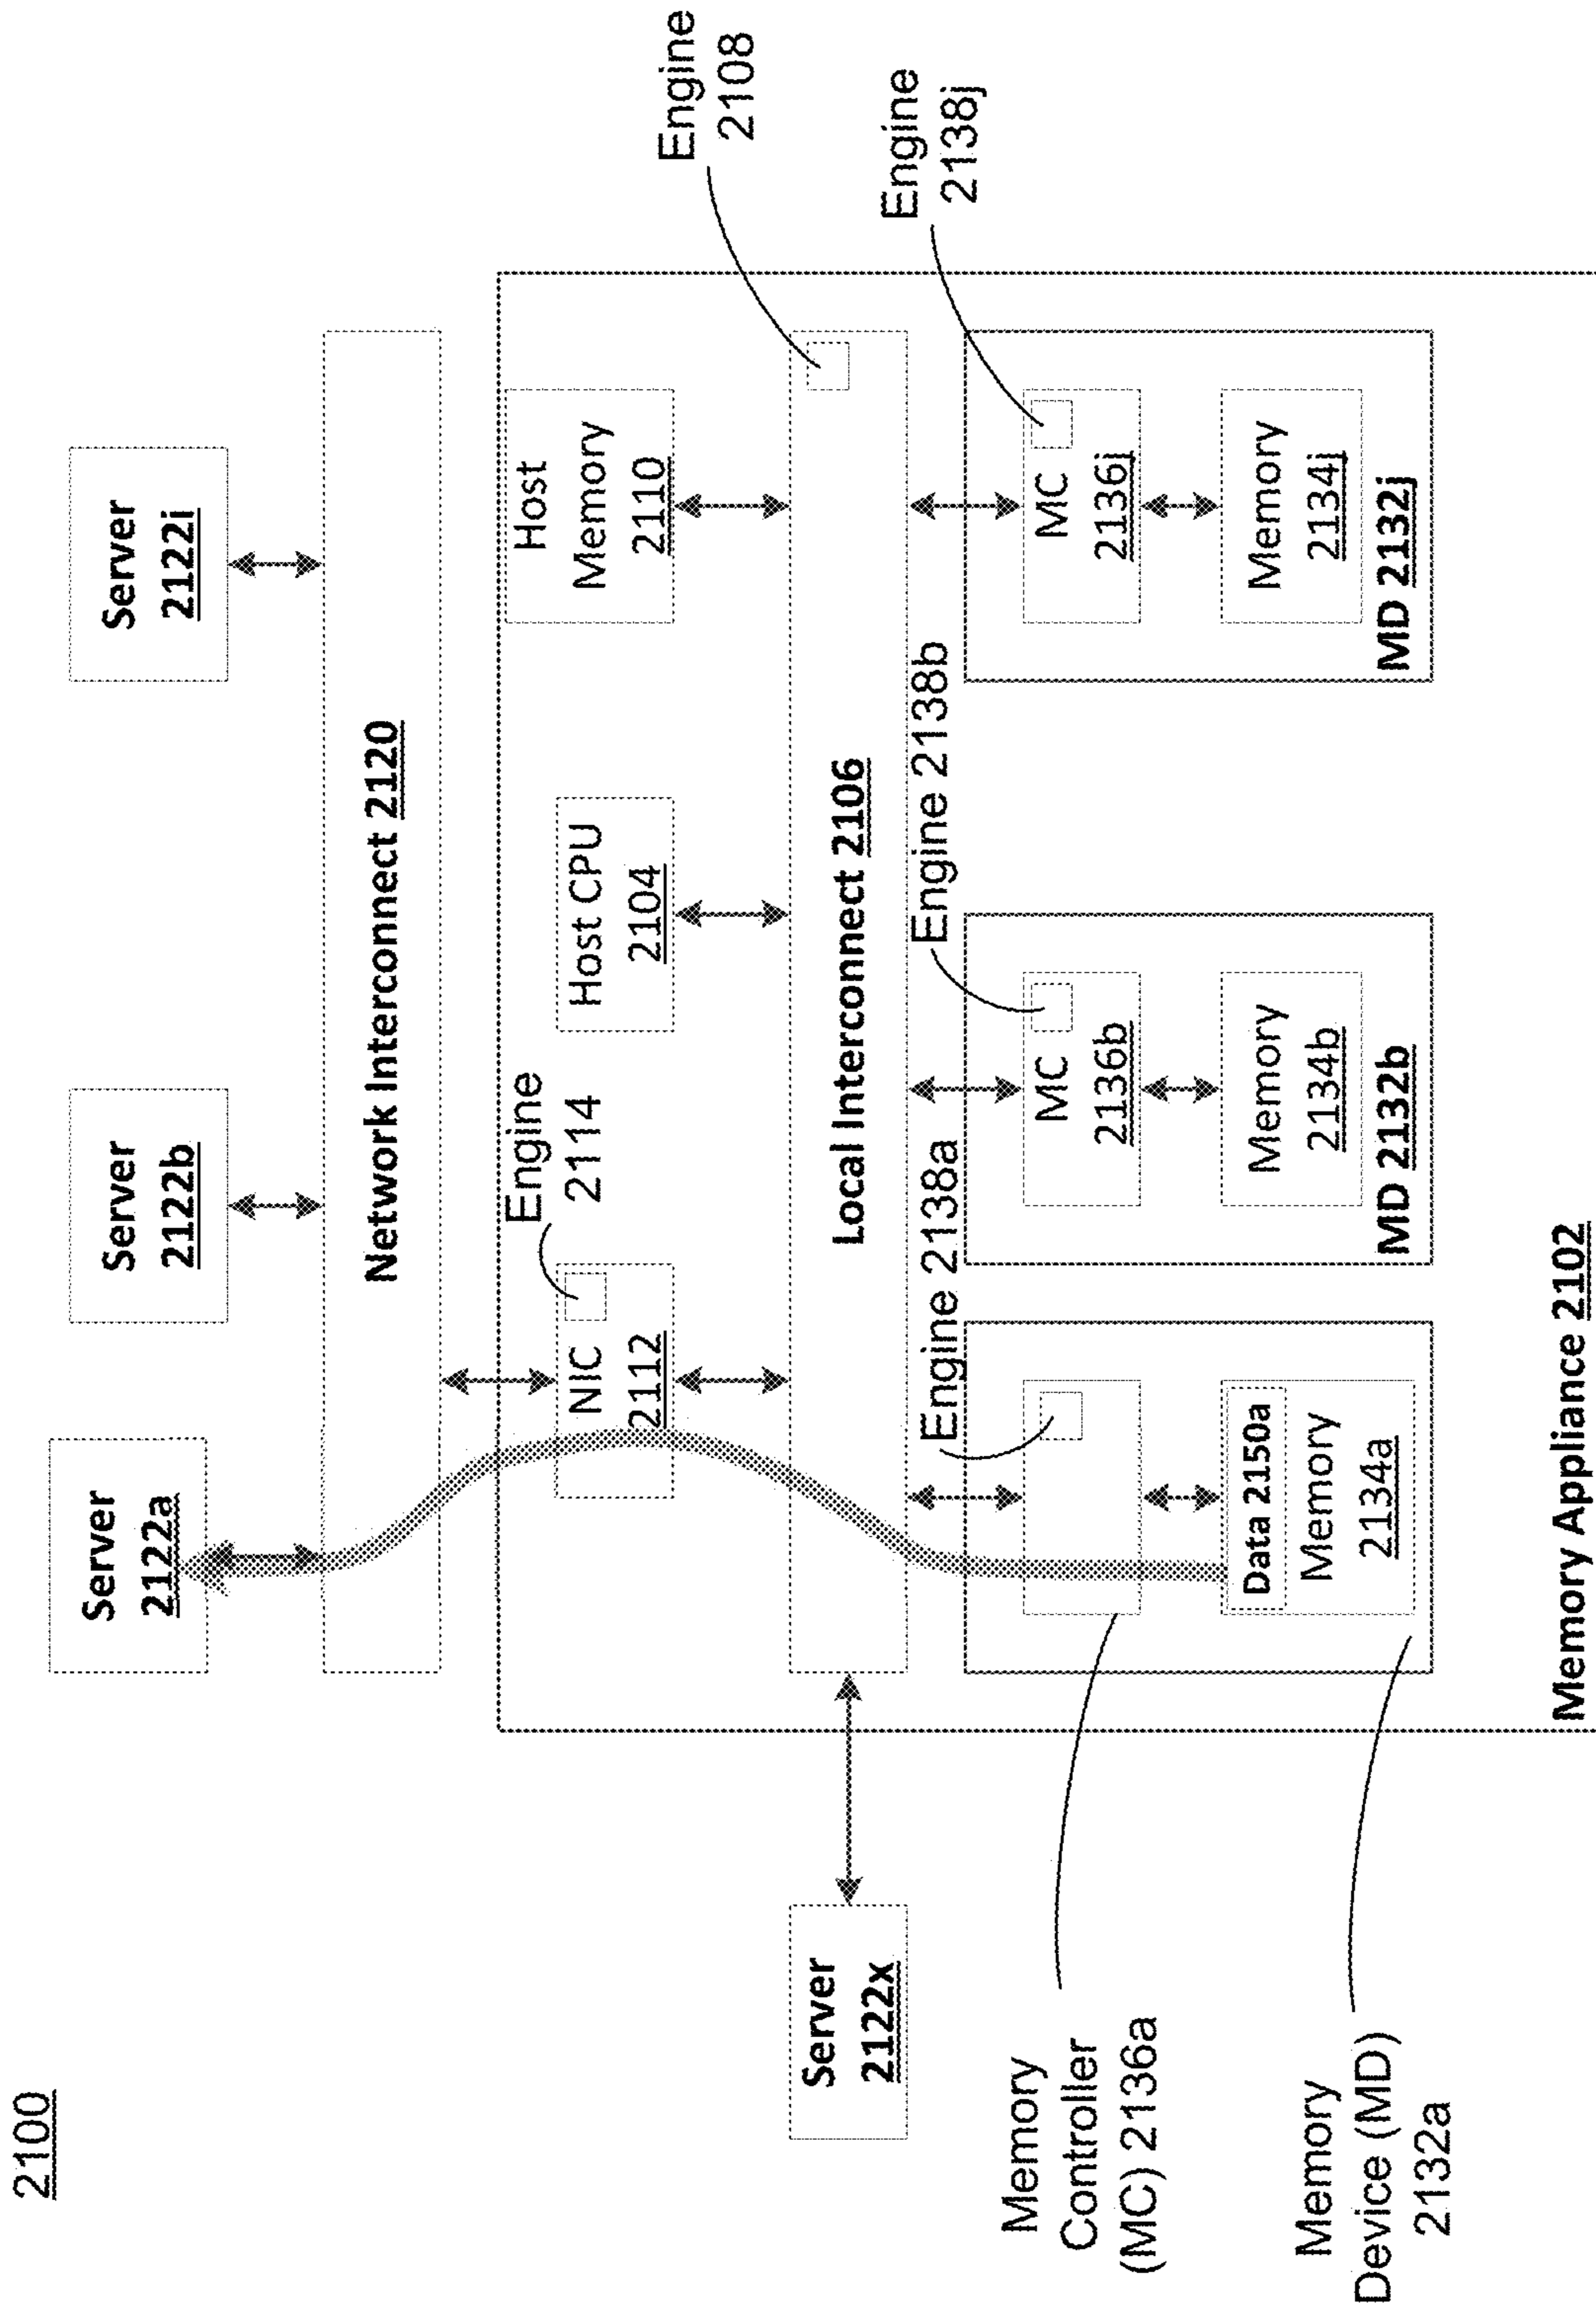 2100
Server
2122a
Server
2122b
Server
2122i
Network Interconnect 2120
Engine
2114
NIC
2112
Host CPU
2104
Host
Memory
2110
Engine
2108
Server
2122x
Local Interconnect 2106
Engine 2138a
Engine 2138b
Engine
2138j
Memory
Controller
(MC) 2136a
MC
2136b
MC
2136j
Data 2150a
Memory
2134a
Memory
2134b
Memory
2134j
Memory
Device (MD)
2132a
MD 2132b
MD 2132j
Memory Appliance 2102